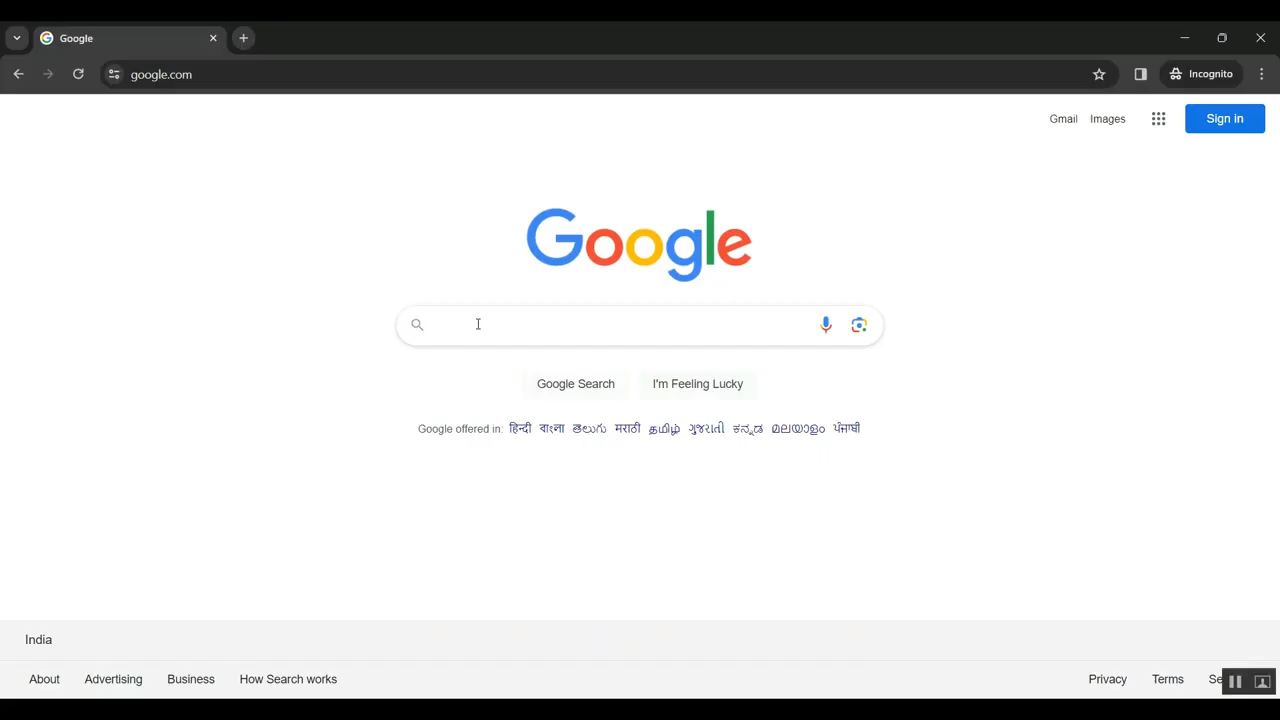 Google
google.com
Incognito
Gmail Images Sign in
Google
Google Search I'm Feeling Lucky
Google offered in: हिन्दी বাংলা తెలుగు मराठी தமிழ் ગુજરાતી ಕನ್ನಡ മലയാളം ਪੰਜਾਬੀ
India
About Advertising Business How Search works Privacy Terms Se